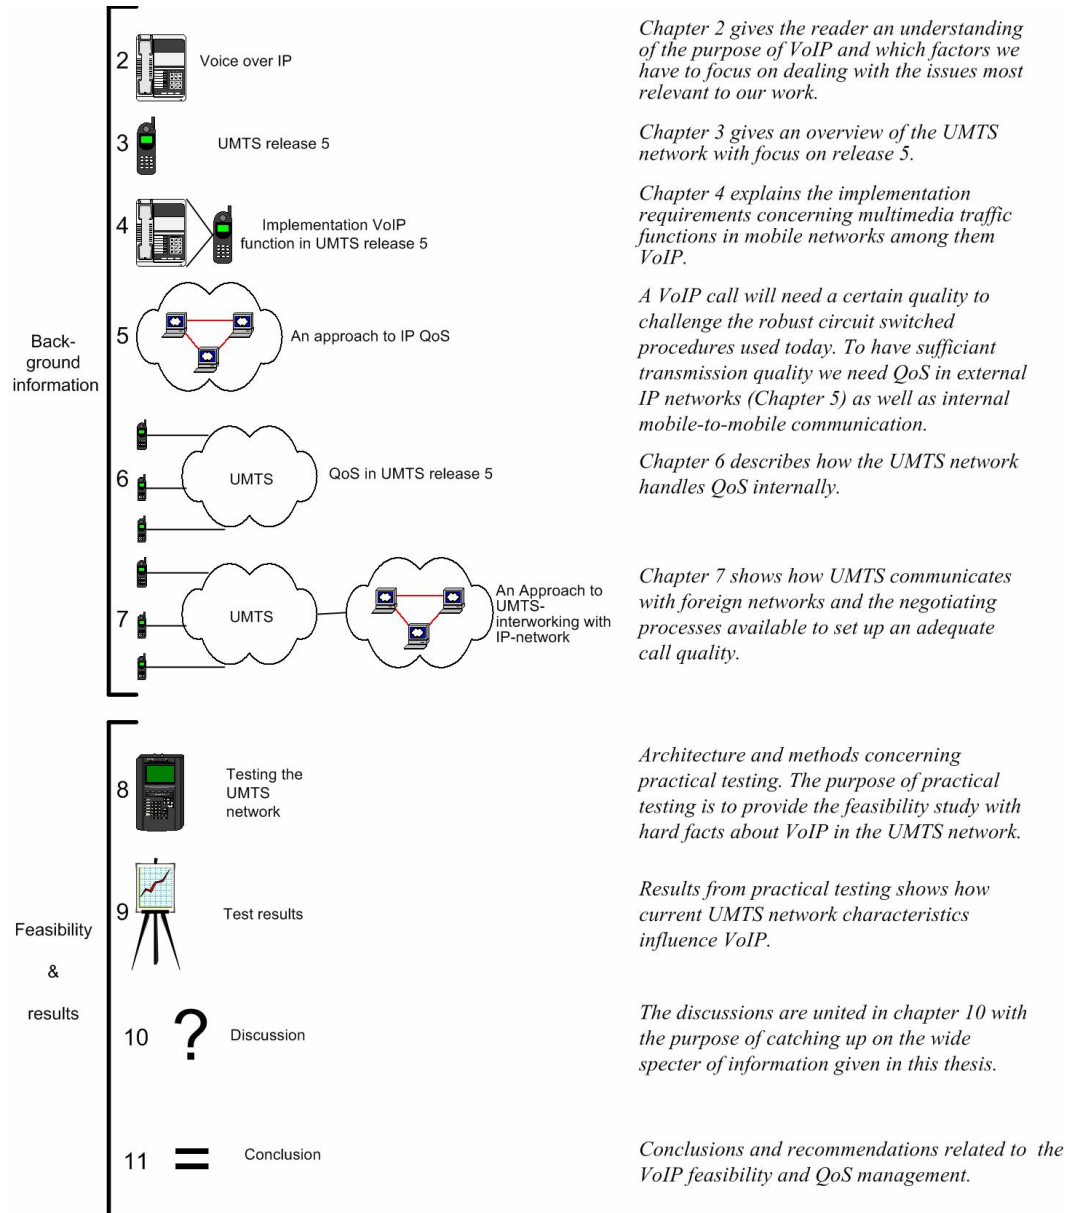 2
Voice over IP
Chapter 2 gives the reader an understanding
of the purpose of VoIP and which factors we
have to focus on dealing with the issues most
relevant to our work.
3
UMTS release 5
Chapter 3 gives an overview of the UMTS
network with focus on release 5.
4
Implementation VoIP
function in UMTS release 5
Chapter 4 explains the implementation
requirements concerning multimedia traffic
functions in mobile networks among them
VoIP.
Back-
ground
information
5
An approach to IP QoS
A VoIP call will need a certain quality to
challenge the robust circuit switched
procedures used today. To have sufficiant
transmission quality we need QoS in external
IP networks (Chapter 5) as well as internal
mobile-to-mobile communication.
6
UMTS
QoS in UMTS release 5
Chapter 6 describes how the UMTS network
handles QoS internally.
7
UMTS
An Approach to
UMTS-
interworking with
IP-network
Chapter 7 shows how UMTS communicates
with foreign networks and the negotiating
processes available to set up an adequate
call quality.
8
Testing the
UMTS
network
Architecture and methods concerning
practical testing. The purpose of practical
testing is to provide the feasibility study with
hard facts about VoIP in the UMTS network.
Feasibility
&
results
9
Test results
Results from practical testing shows how
current UMTS network characteristics
influence VoIP.
10
?
Discussion
The discussions are united in chapter 10 with
the purpose of catching up on the wide
specter of information given in this thesis.
11
=
Conclusion
Conclusions and recommendations related to the
VoIP feasibility and QoS management.